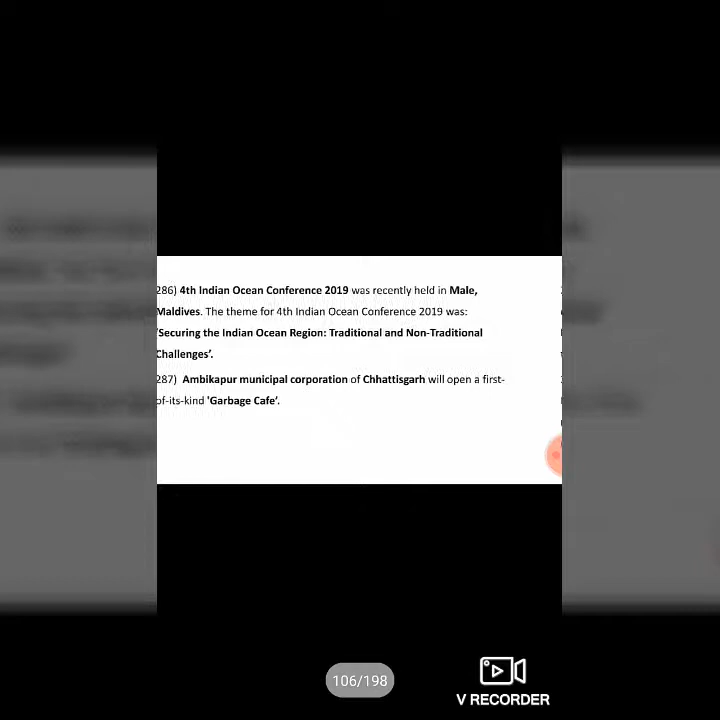 286) 4th Indian Ocean Conference 2019 was recently held in Male,
Maldives. The theme for 4th Indian Ocean Conference 2019 was:
'Securing the Indian Ocean Region: Traditional and Non-Traditional
Challenges'.
287) Ambikapur municipal corporation of Chhattisgarh will open a first-
of-its-kind 'Garbage Cafe'.
106/198
V RECORDER